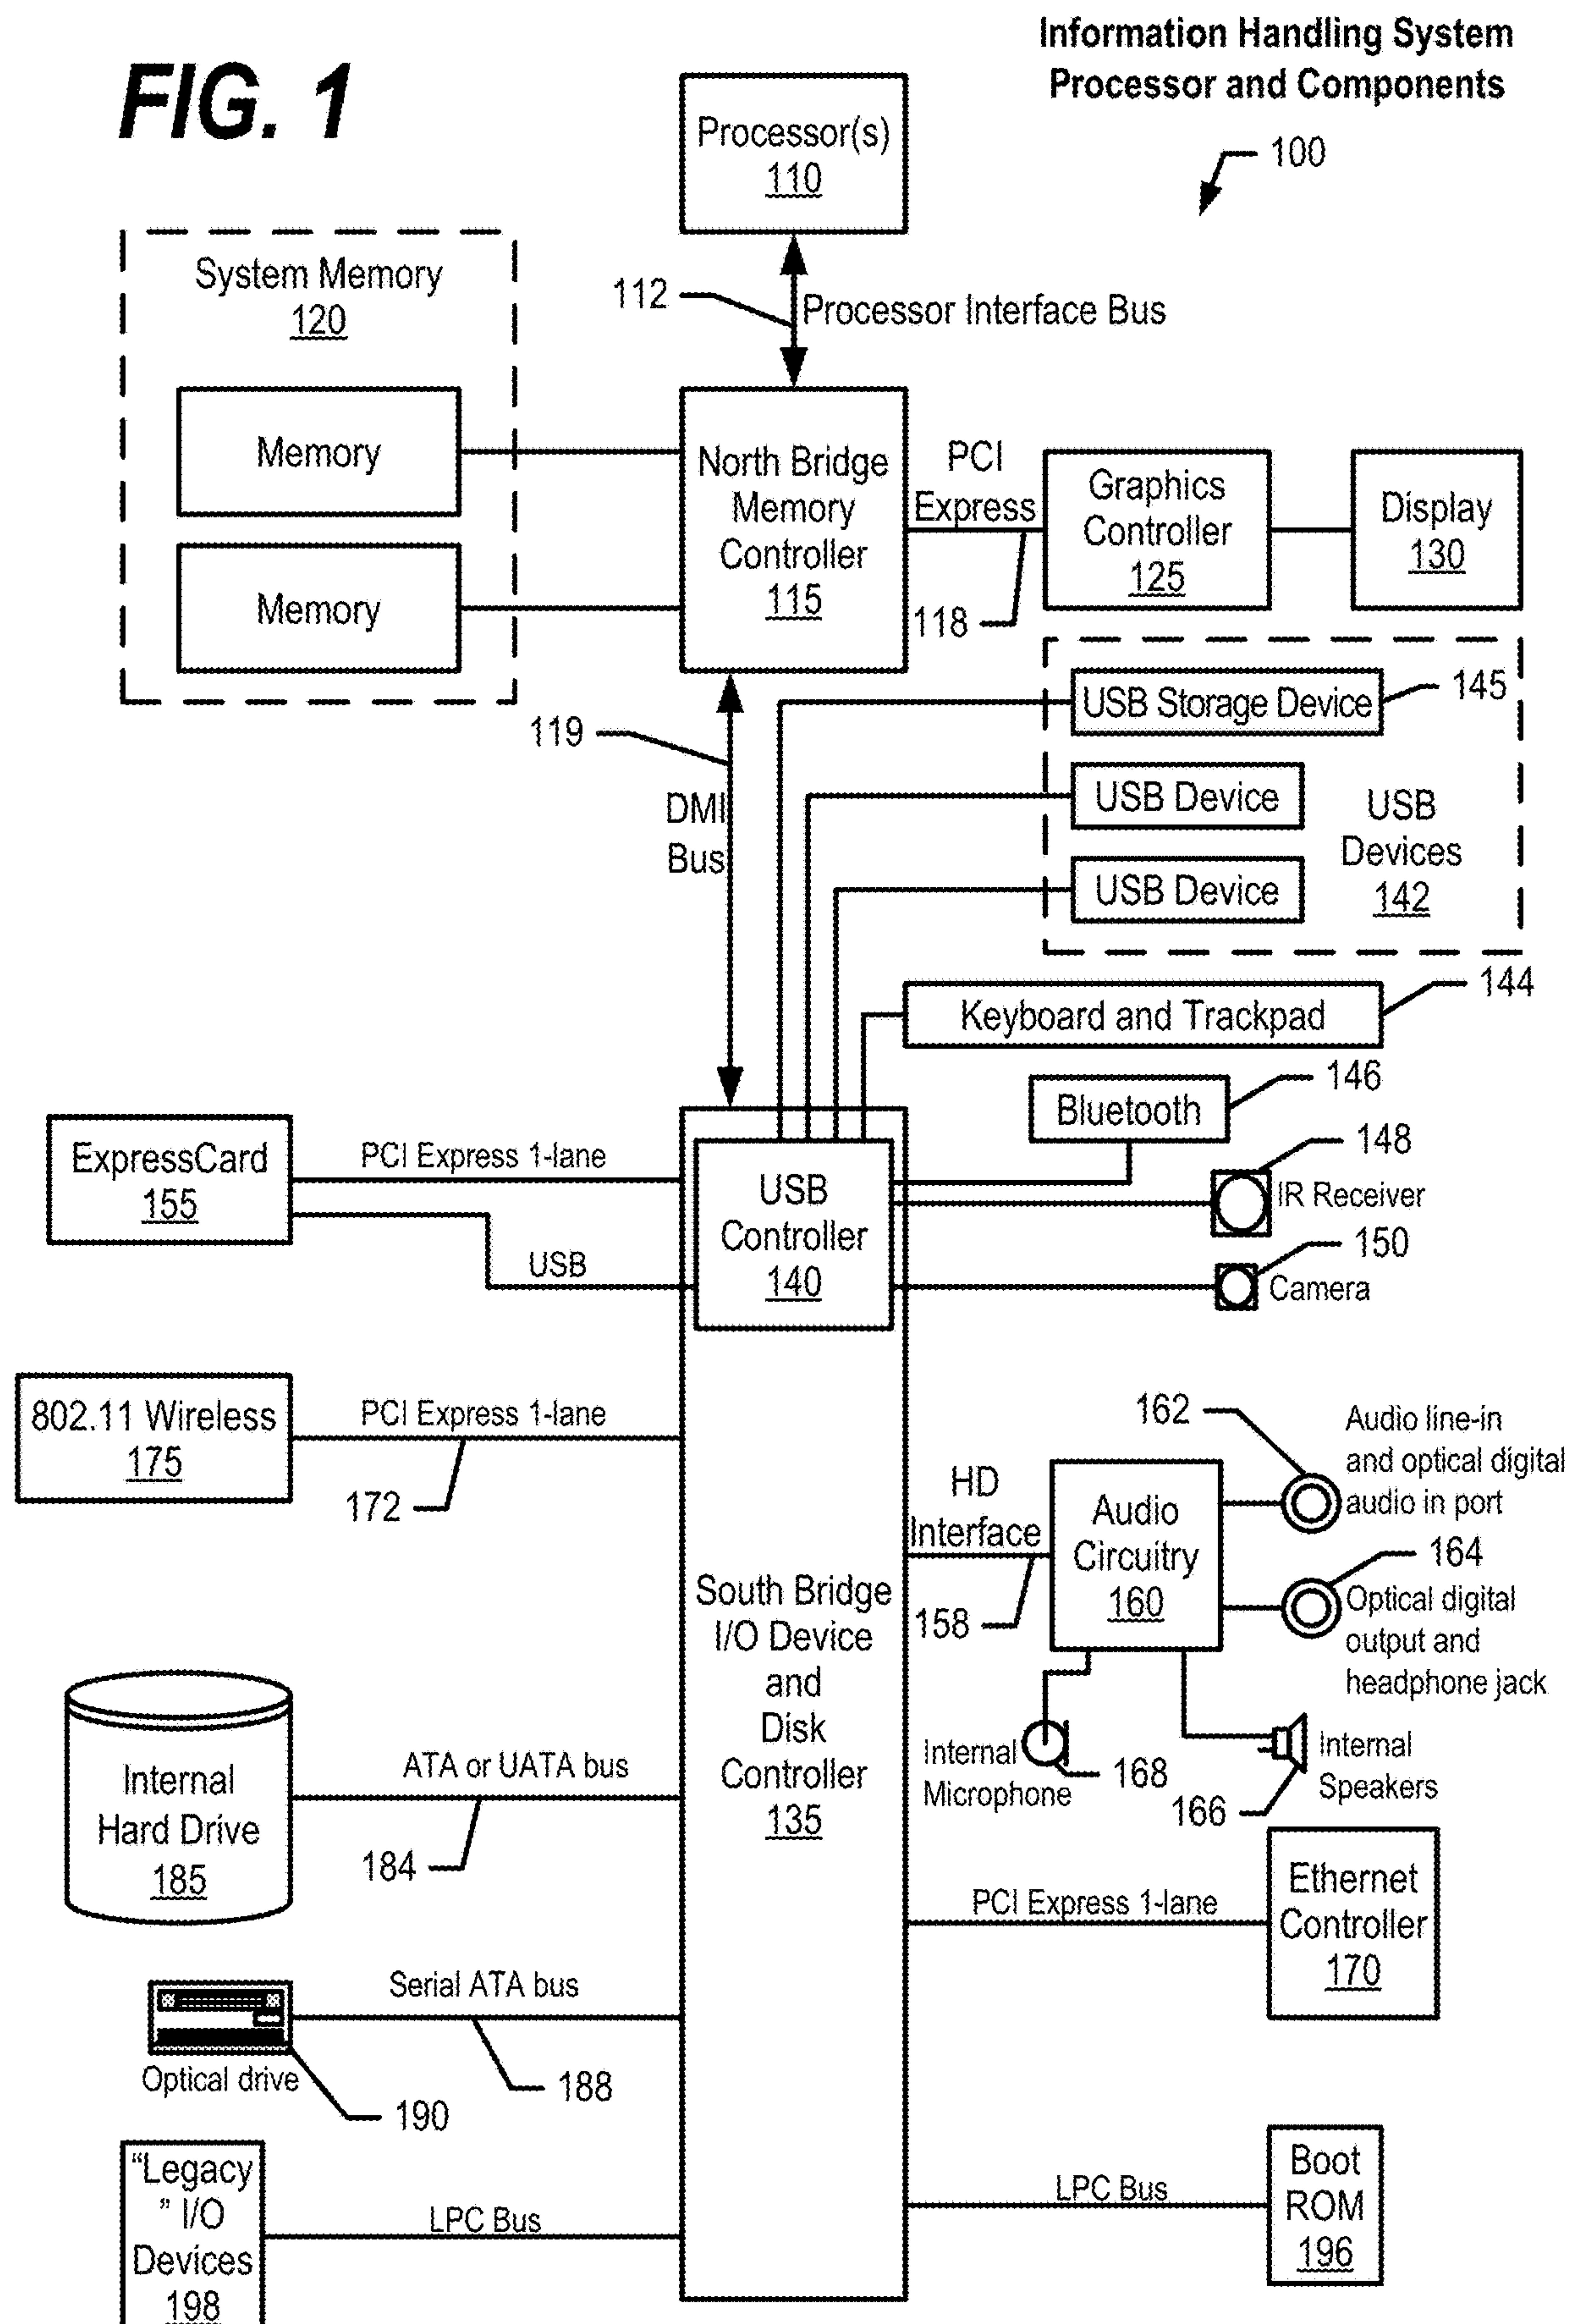 Information Handling System
Processor and Components
FIG. 1
100
Processor(s)
110
System Memory
120
112
Processor Interface Bus
Memory
Memory
North Bridge
Memory
Controller
115
PCI
Express
118
Graphics
Controller
125
Display
130
119
DMI
Bus
USB Storage Device
145
USB Device
USB Device
USB
Devices
142
Keyboard and Trackpad
144
Bluetooth
146
148
IR Receiver
150
Camera
ExpressCard
155
PCI Express 1-lane
USB
USB
Controller
140
802.11 Wireless
175
PCI Express 1-lane
172
162
Audio line-in
and optical digital
audio in port
HD
Interface
158
Audio
Circuitry
160
164
Optical digital
output and
headphone jack
South Bridge
I/O Device
and
Disk
Controller
135
Internal
Microphone
168
166
Internal
Speakers
Internal
Hard Drive
185
ATA or UATA bus
184
PCI Express 1-lane
Ethernet
Controller
170
Serial ATA bus
188
Optical drive
190
“Legacy
” I/O
Devices
198
LPC Bus
LPC Bus
Boot
ROM
196